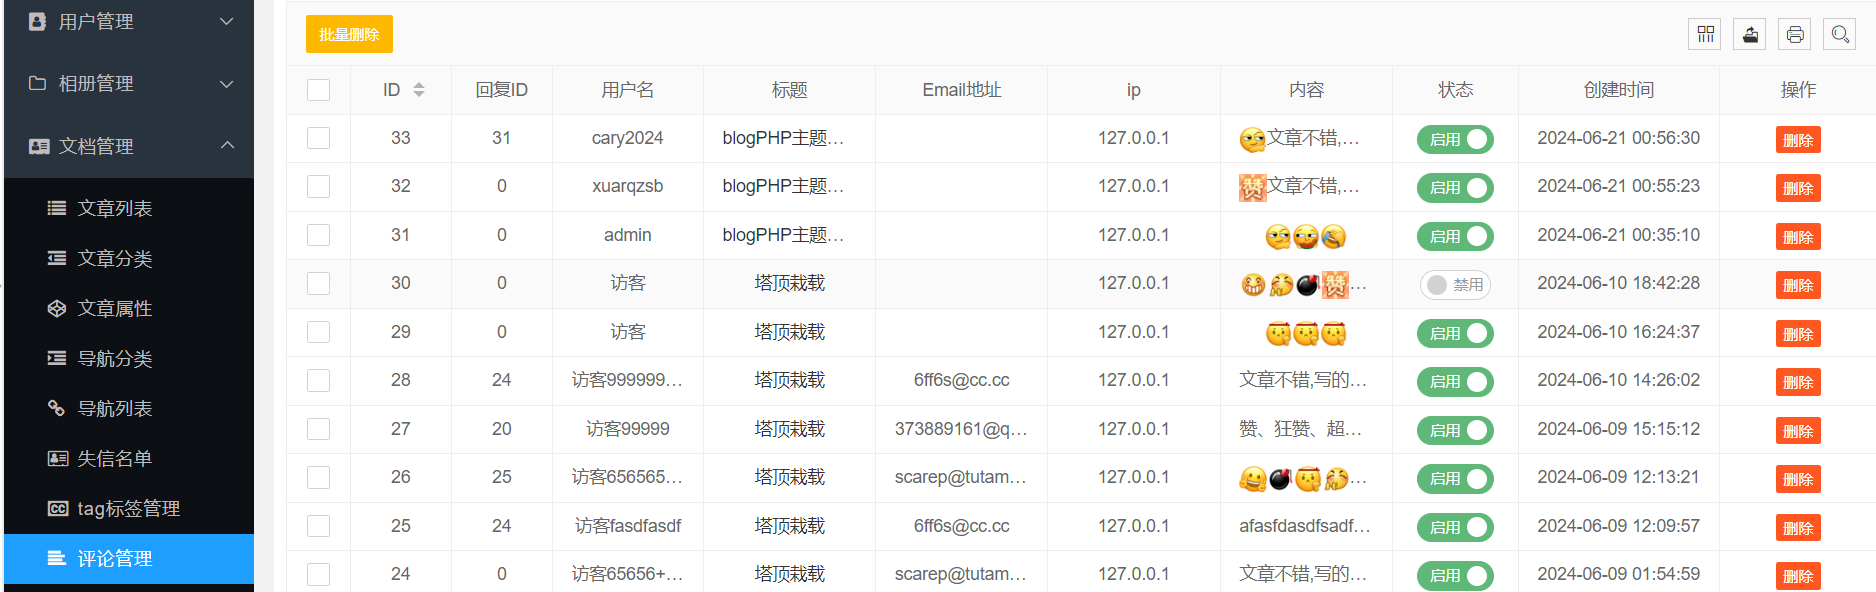 用户管理
相册管理
文档管理
文章列表
文章分类
文章属性
导航分类
导航列表
失信名单
tag标签管理
评论管理
批量删除
ID 回复ID 用户名 标题 Email地址 ip 内容 状态 创建时间 操作
33 31 cary2024 blogPHP主题… 127.0.0.1 文章不错,… 启用 2024-06-21 00:56:30 删除
32 0 xuarqzsb blogPHP主题… 127.0.0.1 赞文章不错,… 启用 2024-06-21 00:55:23 删除
31 0 admin blogPHP主题… 127.0.0.1 启用 2024-06-21 00:35:10 删除
30 0 访客 塔顶栽载 127.0.0.1 赞… 禁用 2024-06-10 18:42:28 删除
29 0 访客 塔顶栽载 127.0.0.1 启用 2024-06-10 16:24:37 删除
28 24 访客999999… 塔顶栽载 6ff6s@cc.cc 127.0.0.1 文章不错,写的… 启用 2024-06-10 14:26:02 删除
27 20 访客99999 塔顶栽载 373889161@q… 127.0.0.1 赞、狂赞、超… 启用 2024-06-09 15:15:12 删除
26 25 访客656565… 塔顶栽载 scarep@tutam… 127.0.0.1 … 启用 2024-06-09 12:13:21 删除
25 24 访客fasdfasdf 塔顶栽载 6ff6s@cc.cc 127.0.0.1 afasfdasdfsadf… 启用 2024-06-09 12:09:57 删除
24 0 访客65656+… 塔顶栽载 scarep@tutam… 127.0.0.1 文章不错,写的… 启用 2024-06-09 01:54:59 删除